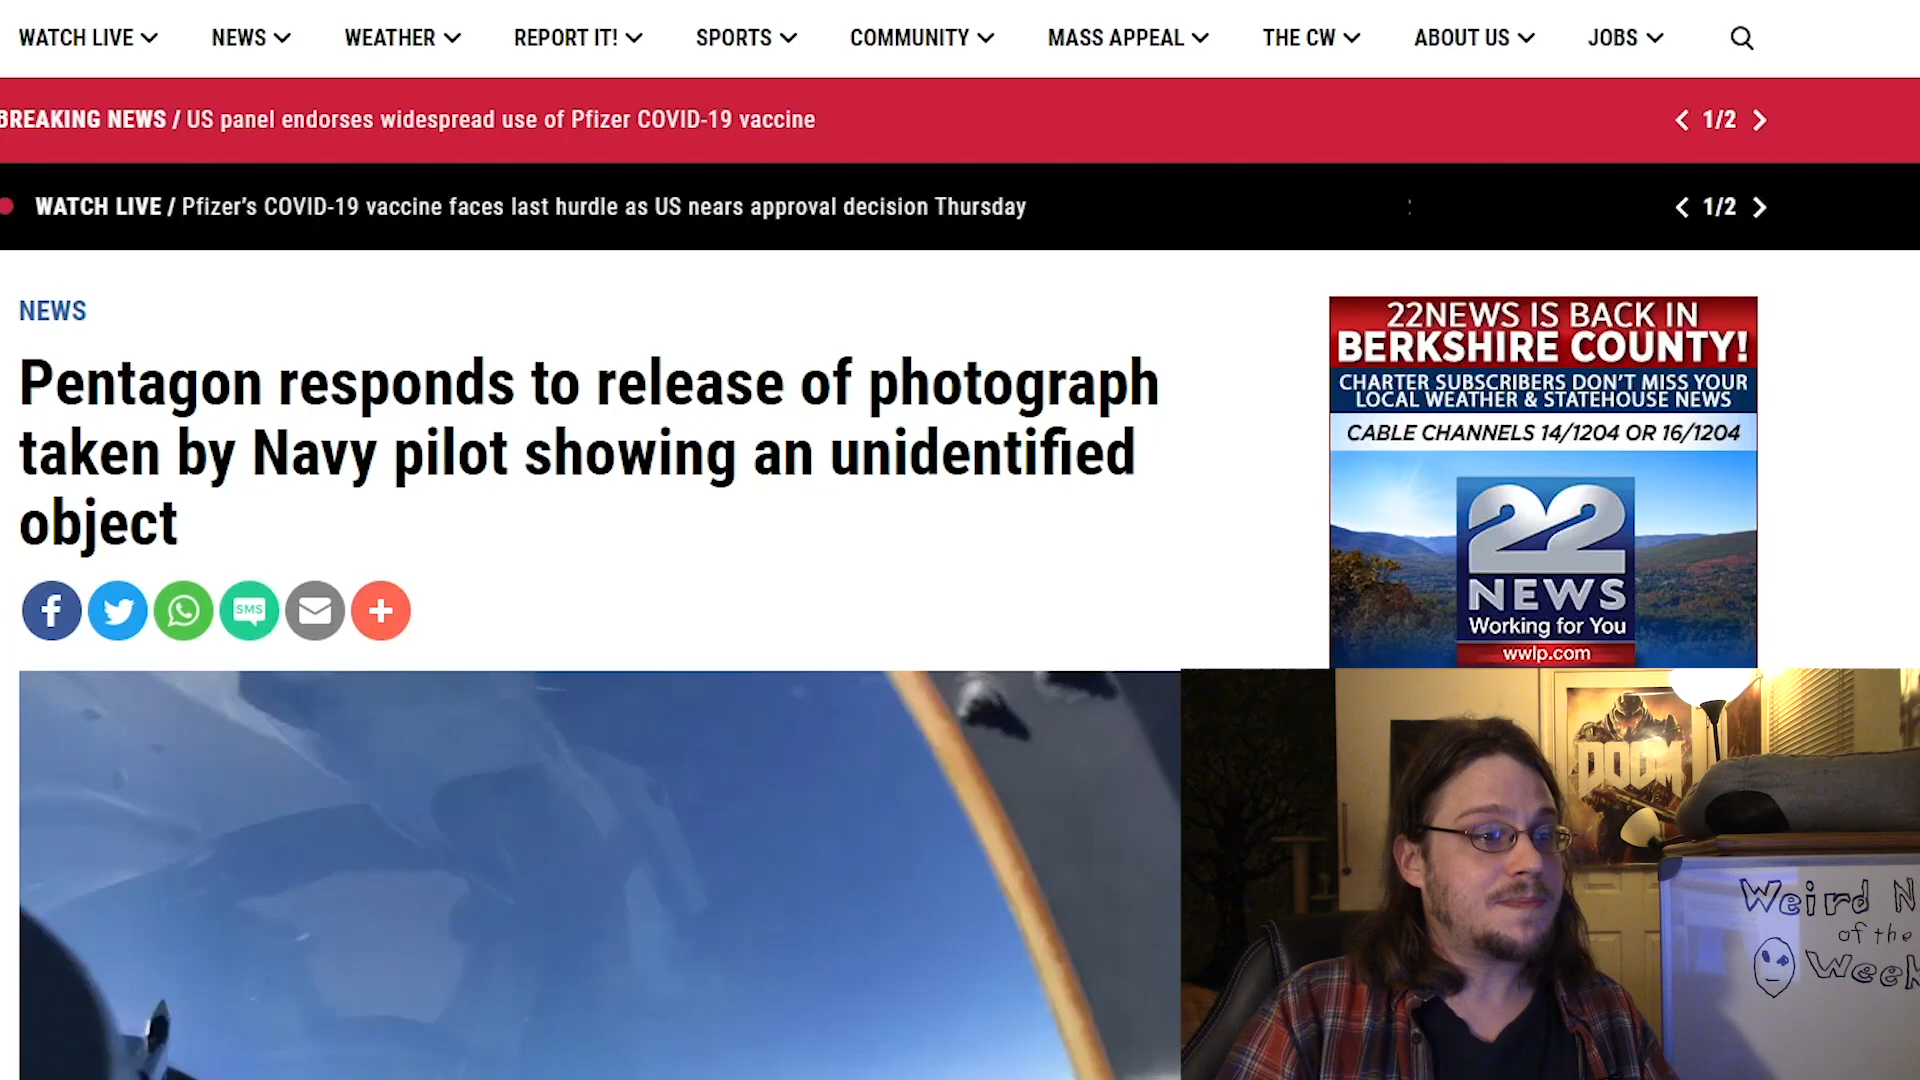 WATCH LIVE NEWS WEATHER REPORT IT! SPORTS COMMUNITY MASS APPEAL THE CW ABOUT US JOBS
BREAKING NEWS / US panel endorses widespread use of Pfizer COVID-19 vaccine 1/2
WATCH LIVE / Pfizer’s COVID-19 vaccine faces last hurdle as US nears approval decision Thursday 1/2
NEWS
Pentagon responds to release of photograph
taken by Navy pilot showing an unidentified
object
SMS
22NEWS IS BACK IN
BERKSHIRE COUNTY!
CHARTER SUBSCRIBERS DON'T MISS YOUR
LOCAL WEATHER & STATEHOUSE NEWS
CABLE CHANNELS 14/1204 OR 16/1204
22
NEWS
Working for You
wwlp.com
DOOM
Weird N
of the
Week